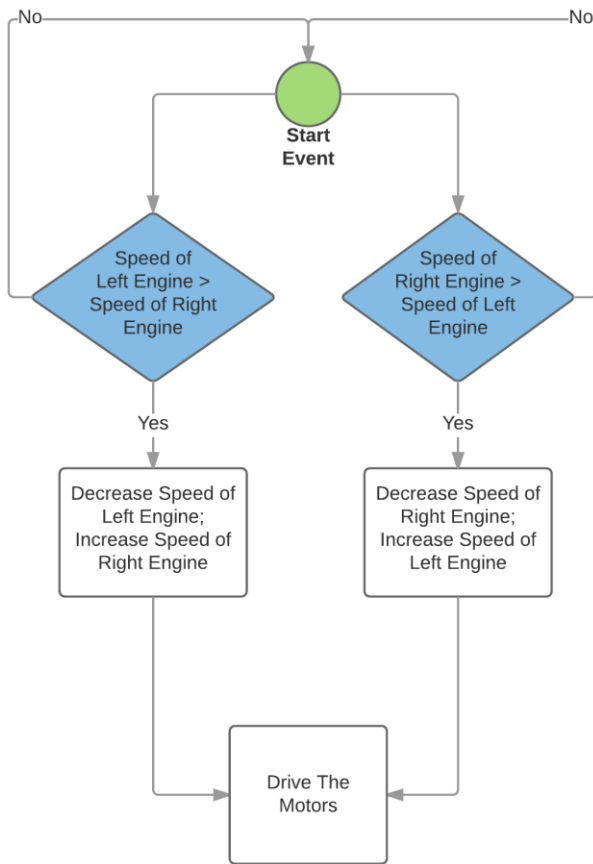 No
No
Start
Event
Speed of
Left Engine >
Speed of Right
Engine
Speed of
Right Engine >
Speed of Left
Engine
Yes
Yes
Decrease Speed of
Left Engine;
Increase Speed of
Right Engine
Decrease Speed of
Right Engine;
Increase Speed of
Left Engine
Drive The
Motors